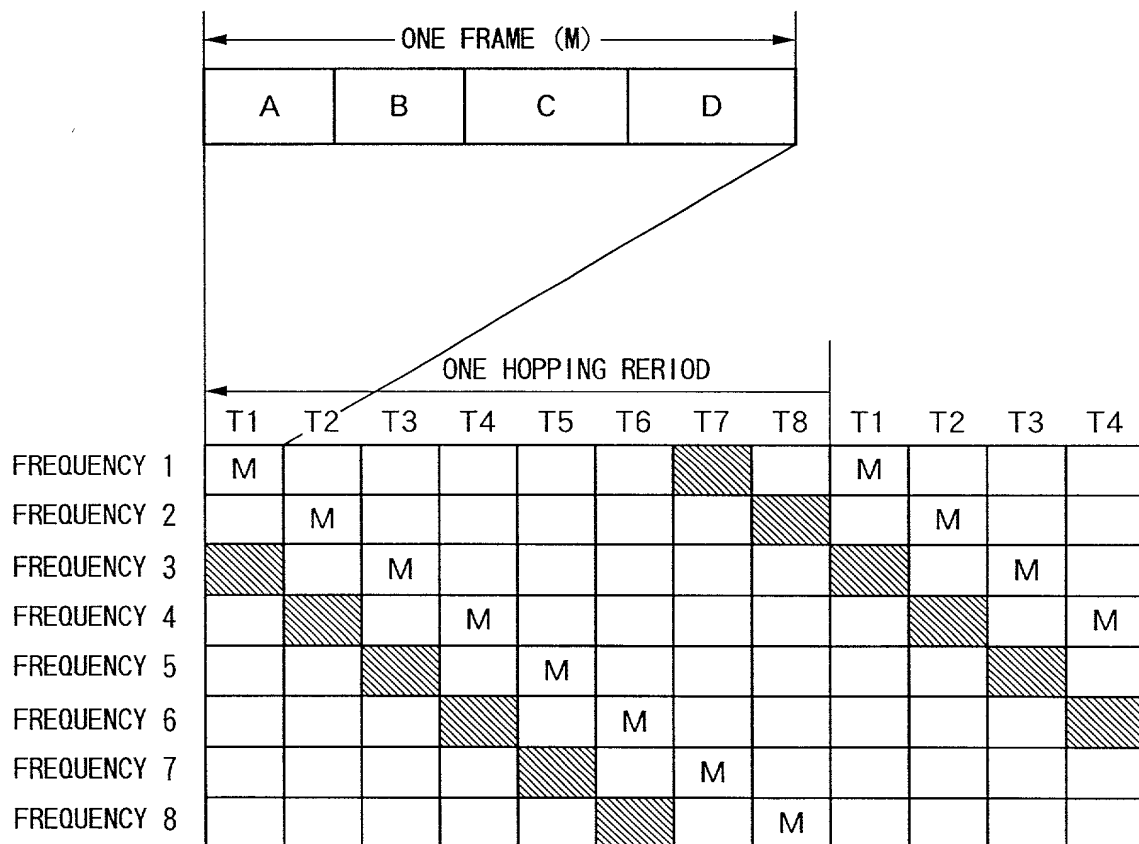 ONE FRAME (M)
A B C D
ONE HOPPING RERIOD
T1 T2 T3 T4 T5 T6 T7 T8 T1 T2 T3 T4
FREQUENCY 1 M M
FREQUENCY 2 M M
FREQUENCY 3 M M
FREQUENCY 4 M M
FREQUENCY 5 M
FREQUENCY 6 M
FREQUENCY 7 M
FREQUENCY 8 M